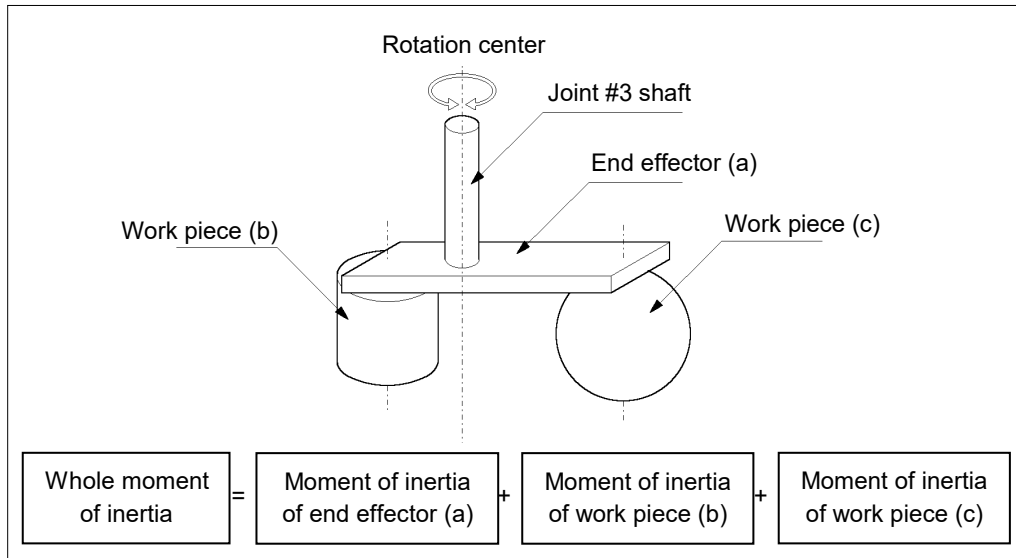 Rotation center
Joint #3 shaft
End effector (a)
Work piece (b)
Work piece (c)
Whole moment
of inertia
=
Moment of inertia
of end effector (a)
+
Moment of inertia
of work piece (b)
+
Moment of inertia
of work piece (c)